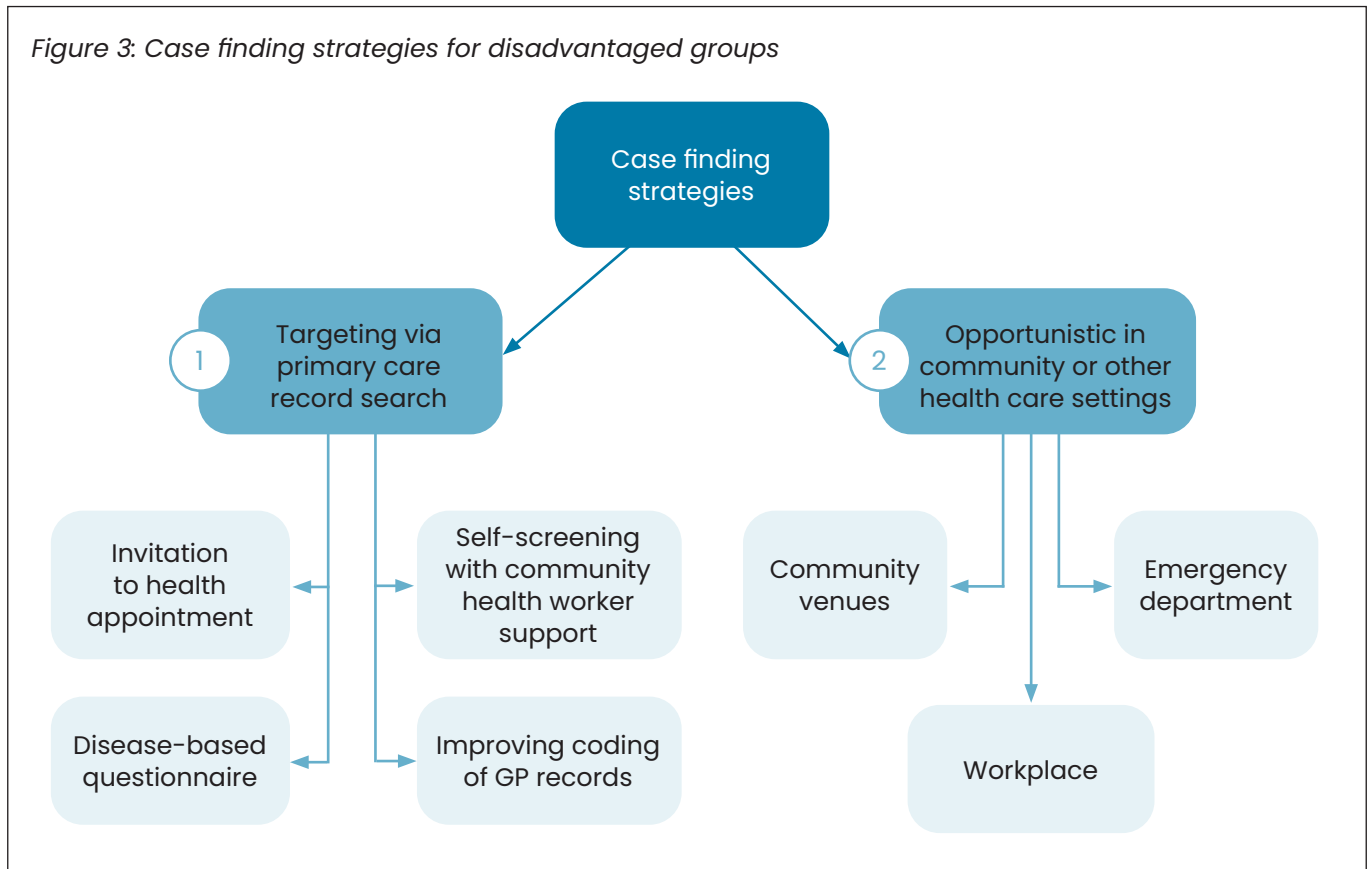 Figure 3: Case finding strategies for disadvantaged groups
Case finding
strategies
1
Targeting via
primary care
record search
2
Opportunistic in
community or other
health care settings
Invitation
to health
appointment
Self-screening
with community
health worker
support
Community
venues
Emergency
department
Disease-based
questionnaire
Improving coding
of GP records
Workplace